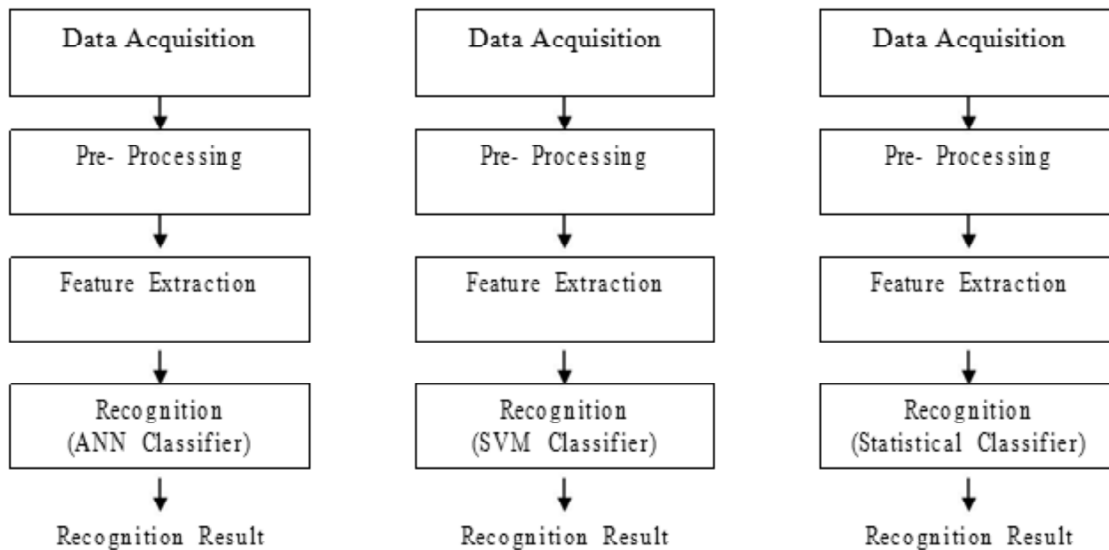 Data Acquisition
Pre- Processing
Feature Extraction
Recognition
(ANN Classifier)
Recognition Result
Data Acquisition
Pre- Processing
Feature Extraction
Recognition
(SVM Classifier)
Recognition Result
Data Acquisition
Pre- Processing
Feature Extraction
Recognition
(Statistical Classifier)
Recognition Result